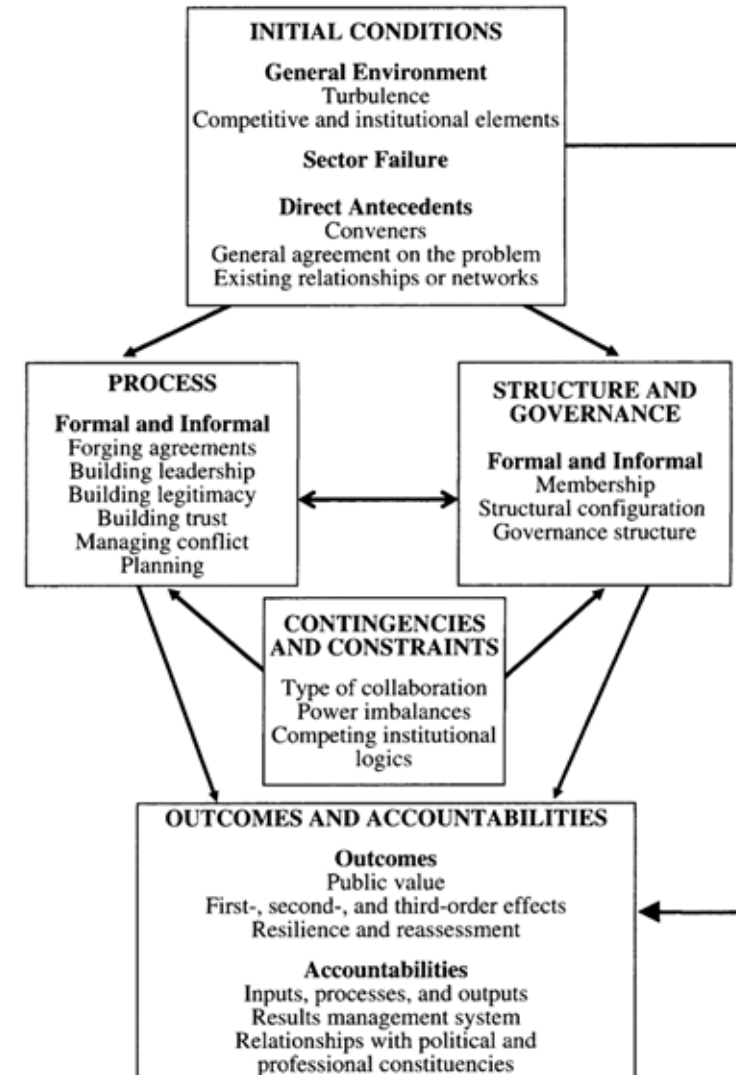 INITIAL CONDITIONS
General Environment
Turbulence
Competitive and institutional elements
Sector Failure
Direct Antecedents
Conveners
General agreement on the problem
Existing relationships or networks
PROCESS
Formal and Informal
Forging agreements
Building leadership
Building legitimacy
Building trust
Managing conflict
Planning
STRUCTURE AND
GOVERNANCE
Formal and Informal
Membership
Structural configuration
Governance structure
CONTINGENCIES
AND CONSTRAINTS
Type of collaboration
Power imbalances
Competing institutional
logics
OUTCOMES AND ACCOUNTABILITIES
Outcomes
Public value
First-, second-, and third-order effects
Resilience and reassessment
Accountabilities
Inputs, processes, and outputs
Results management system
Relationships with political and
professional constituencies